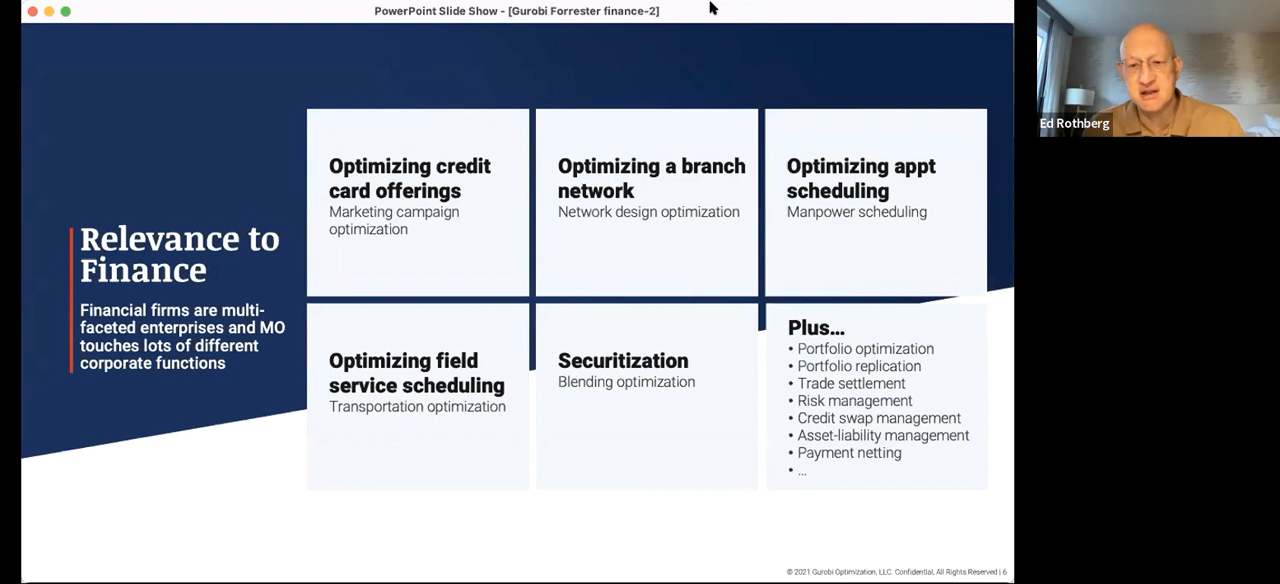 PowerPoint Slide Show - [Gurobi Forrester finance-2]
Ed Rothberg
Relevance to
Finance
Financial firms are multi-
faceted enterprises and MO
touches lots of different
corporate functions
Optimizing credit
card offerings
Marketing campaign
optimization
Optimizing a branch
network
Network design optimization
Optimizing appt
scheduling
Manpower scheduling
Optimizing field
service scheduling
Transportation optimization
Securitization
Blending optimization
Plus...
• Portfolio optimization
• Portfolio replication
• Trade settlement
• Risk management
• Credit swap management
• Asset-liability management
• Payment netting
• ...
© 2021 Gurobi Optimization, LLC. Confidential, All Rights Reserved | 6